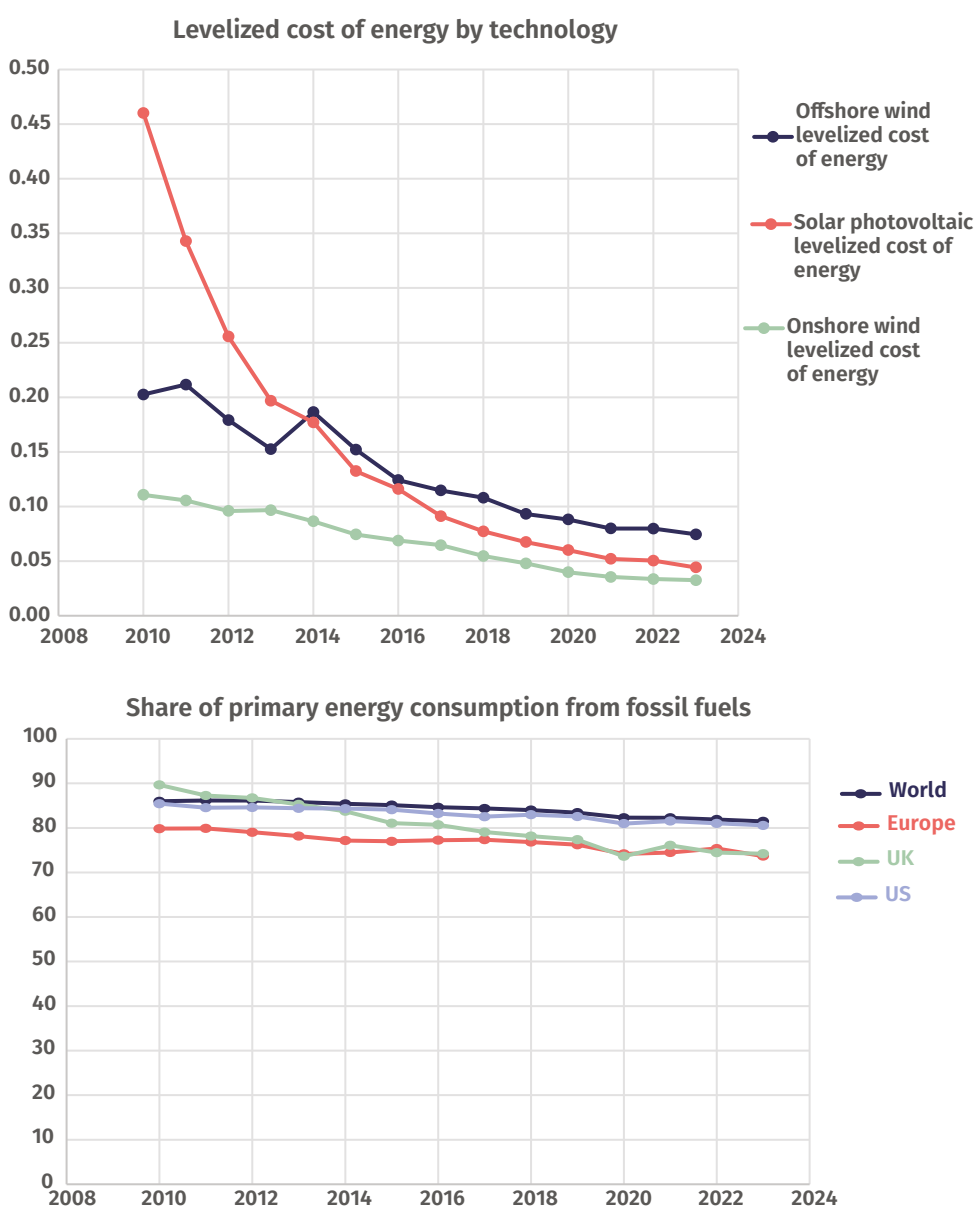 Levelized cost of energy by technology
0.50
0.45
0.40
0.35
0.30
0.25
0.20
0.15
0.10
0.05
0.00
2008 2010 2012 2014 2016 2018 2020 2022 2024
Offshore wind
levelized cost
of energy
Solar photovoltaic
levelized cost of
energy
Onshore wind
levelized cost
of energy
Share of primary energy consumption from fossil fuels
100
90
80
70
60
50
40
30
20
10
0
2008 2010 2012 2014 2016 2018 2020 2022 2024
World
Europe
UK
US